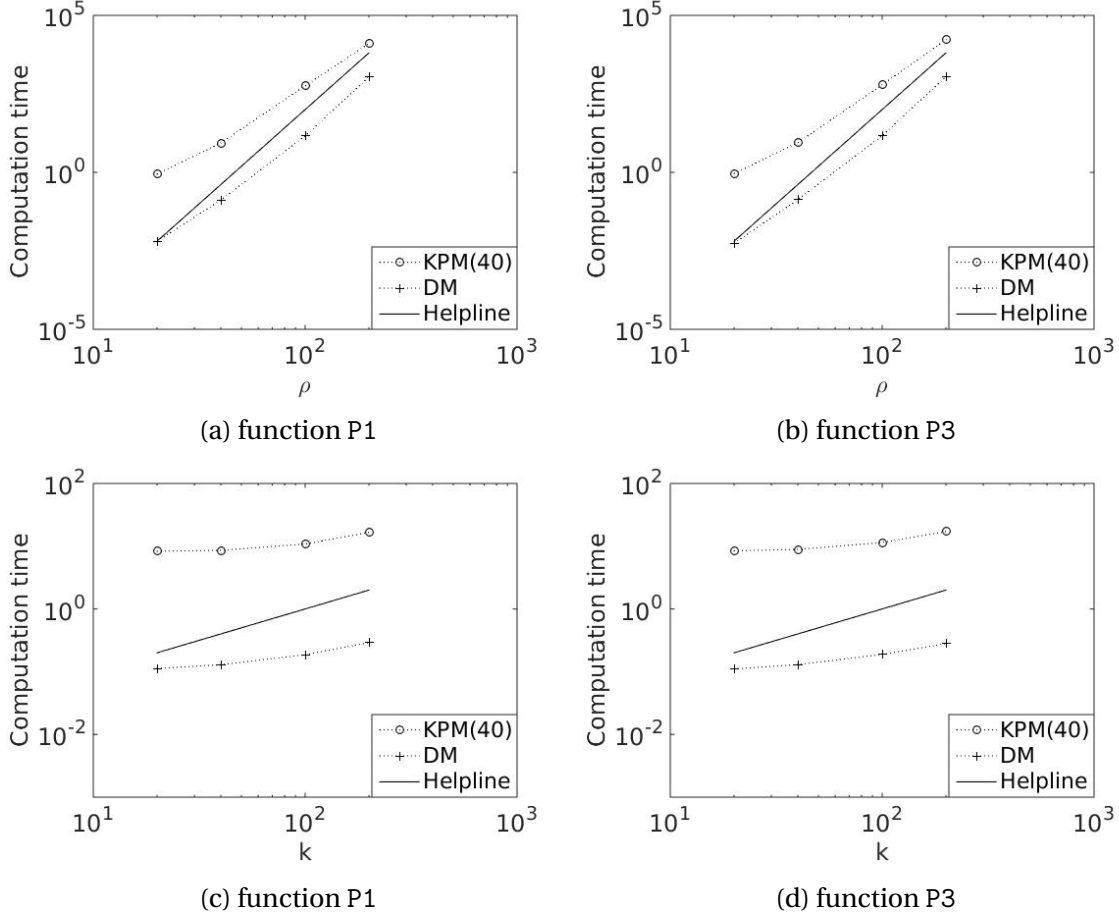 10^5
10^0
10^-5
Computation time
KPM(40)
DM
Helpline
10^1
10^2
10^3
ρ
(a) function P1
10^5
10^0
10^-5
Computation time
KPM(40)
DM
Helpline
10^1
10^2
10^3
ρ
(b) function P3
10^2
10^0
10^-2
Computation time
KPM(40)
DM
Helpline
10^1
10^2
10^3
k
(c) function P1
10^2
10^0
10^-2
Computation time
KPM(40)
DM
Helpline
10^1
10^2
10^3
k
(d) function P3